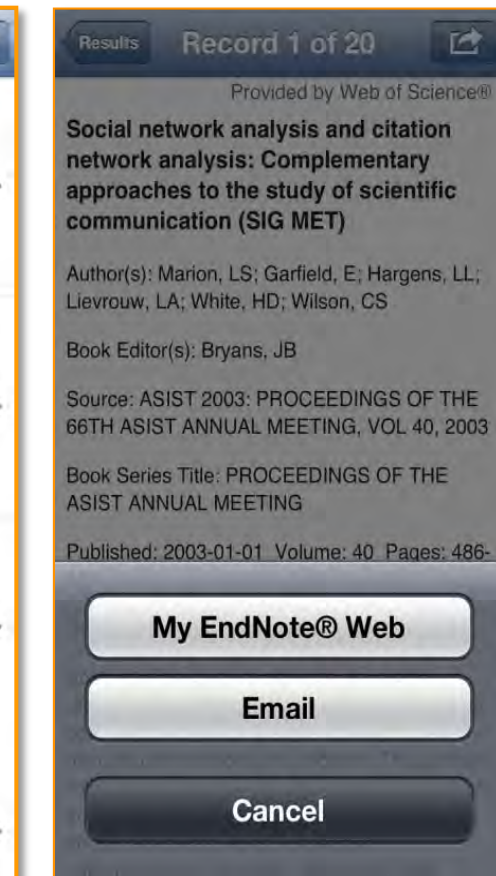 Results
Record 1 of 20
Provided by Web of Science®
Social network analysis and citation
network analysis: Complementary
approaches to the study of scientific
communication (SIG MET)
Author(s): Marion, LS; Garfield, E; Hargens, LL;
Lievrouw, LA; White, HD; Wilson, CS
Book Editor(s): Bryans, JB
Source: ASIST 2003: PROCEEDINGS OF THE
66TH ASIST ANNUAL MEETING, VOL 40, 2003
Book Series Title: PROCEEDINGS OF THE
ASIST ANNUAL MEETING
Published: 2003-01-01 Volume: 40 Pages: 486-
My EndNote® Web
Email
Cancel